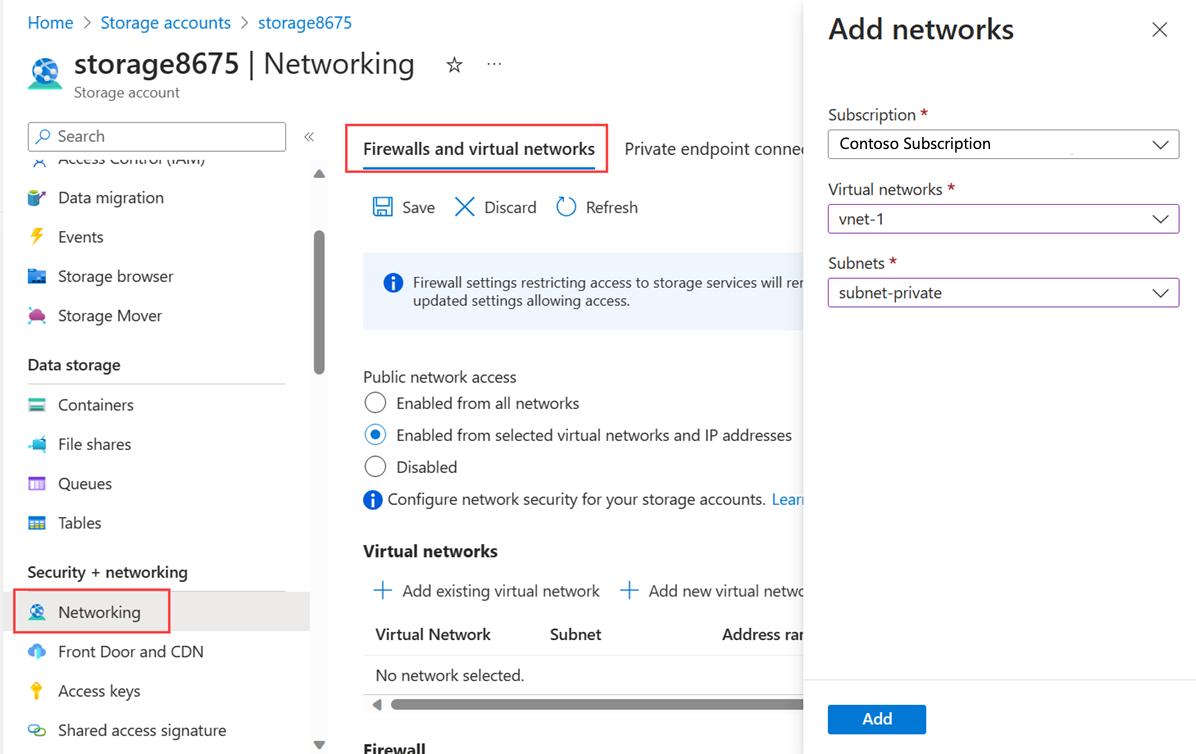 Home > Storage accounts > storage8675
storage8675 | Networking
Storage account
Search
Access Control (IAM)
Data migration
Events
Storage browser
Storage Mover
Data storage
Containers
File shares
Queues
Tables
Security + networking
Networking
Front Door and CDN
Access keys
Shared access signature
Firewalls and virtual networks
Private endpoint connec
Save Discard Refresh
Firewall settings restricting access to storage services will rem
updated settings allowing access.
Public network access
Enabled from all networks
Enabled from selected virtual networks and IP addresses
Disabled
Configure network security for your storage accounts. Learn
Virtual networks
+ Add existing virtual network + Add new virtual netwo
Virtual Network Subnet Address ran
No network selected.
Firewall
Add networks
Subscription *
Contoso Subscription
Virtual networks *
vnet-1
Subnets *
subnet-private
Add